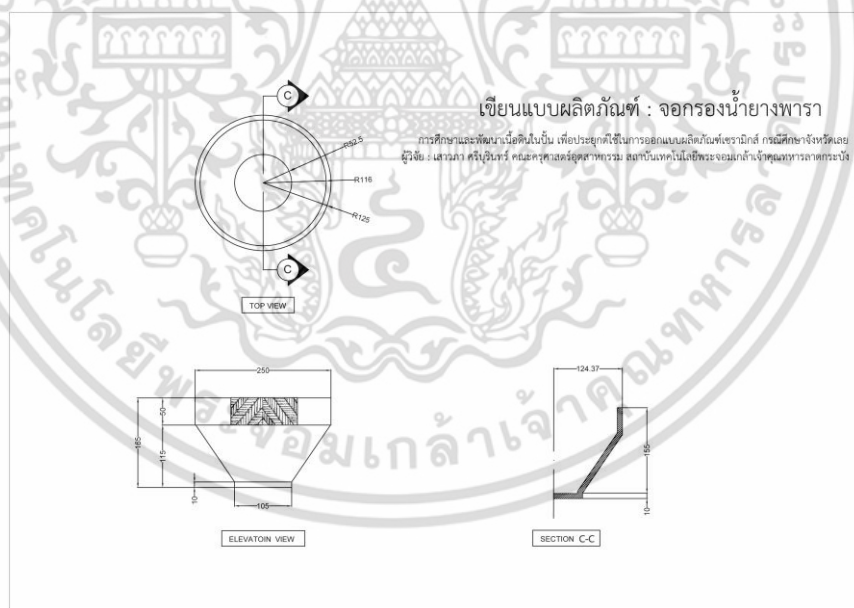 C
เขียนแบบผลิตภัณฑ์ : จอกรองน้ำยางพารา
การศึกษาและพัฒนาเนื้อดินในปั้น เพื่อประยุกต์ใช้ในการออกแบบผลิตภัณฑ์เซรามิกส์ กรณีศึกษาจังหวัดเลย
ผู้วิจัย : เสาวภา ศรีบุรินทร์ คณะครุศาสตร์อุตสาหกรรม สถาบันเทคโนโลยีพระจอมเกล้าเจ้าคุณทหารลาดกระบัง
R52.5
R116
R125
C
TOP VIEW
250
50
115
10
105
ELEVATOIN VIEW
124.37
155
10
SECTION C-C